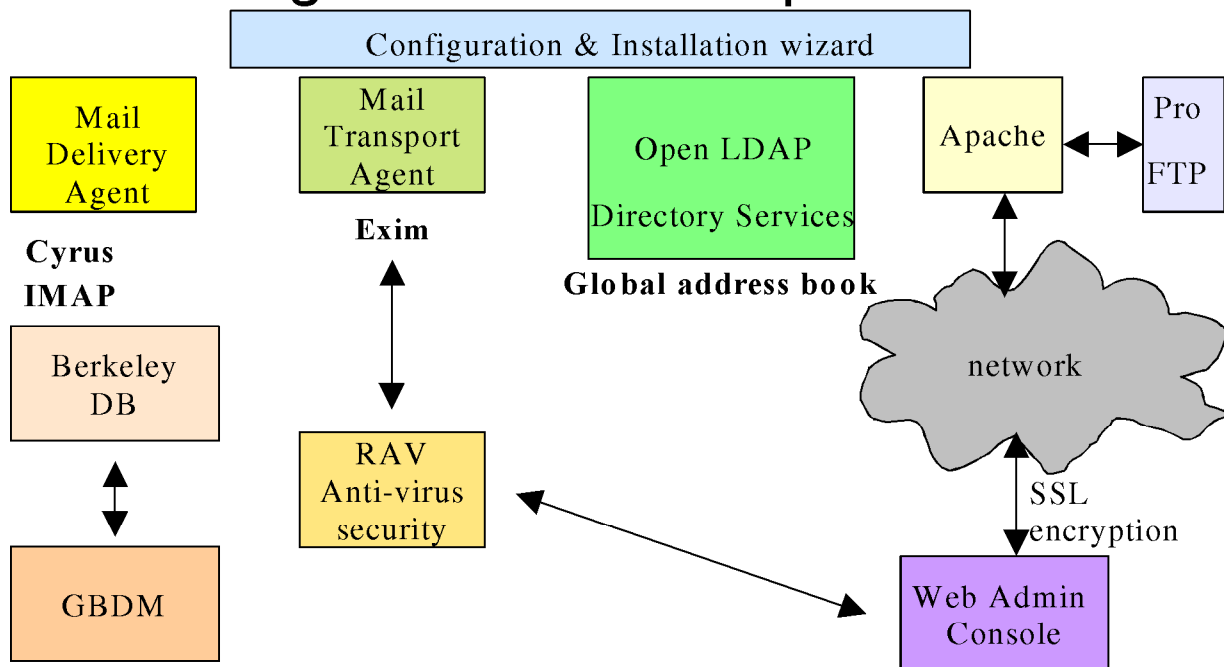 Configuration & Installation wizard
Mail
Delivery
Agent
Cyrus
IMAP
Mail
Transport
Agent
Exim
Open LDAP
Directory Services
Global address book
Apache
Pro
FTP
network
Berkeley
DB
RAV
Anti-virus
security
SSL
encryption
GBDM
Web Admin
Console